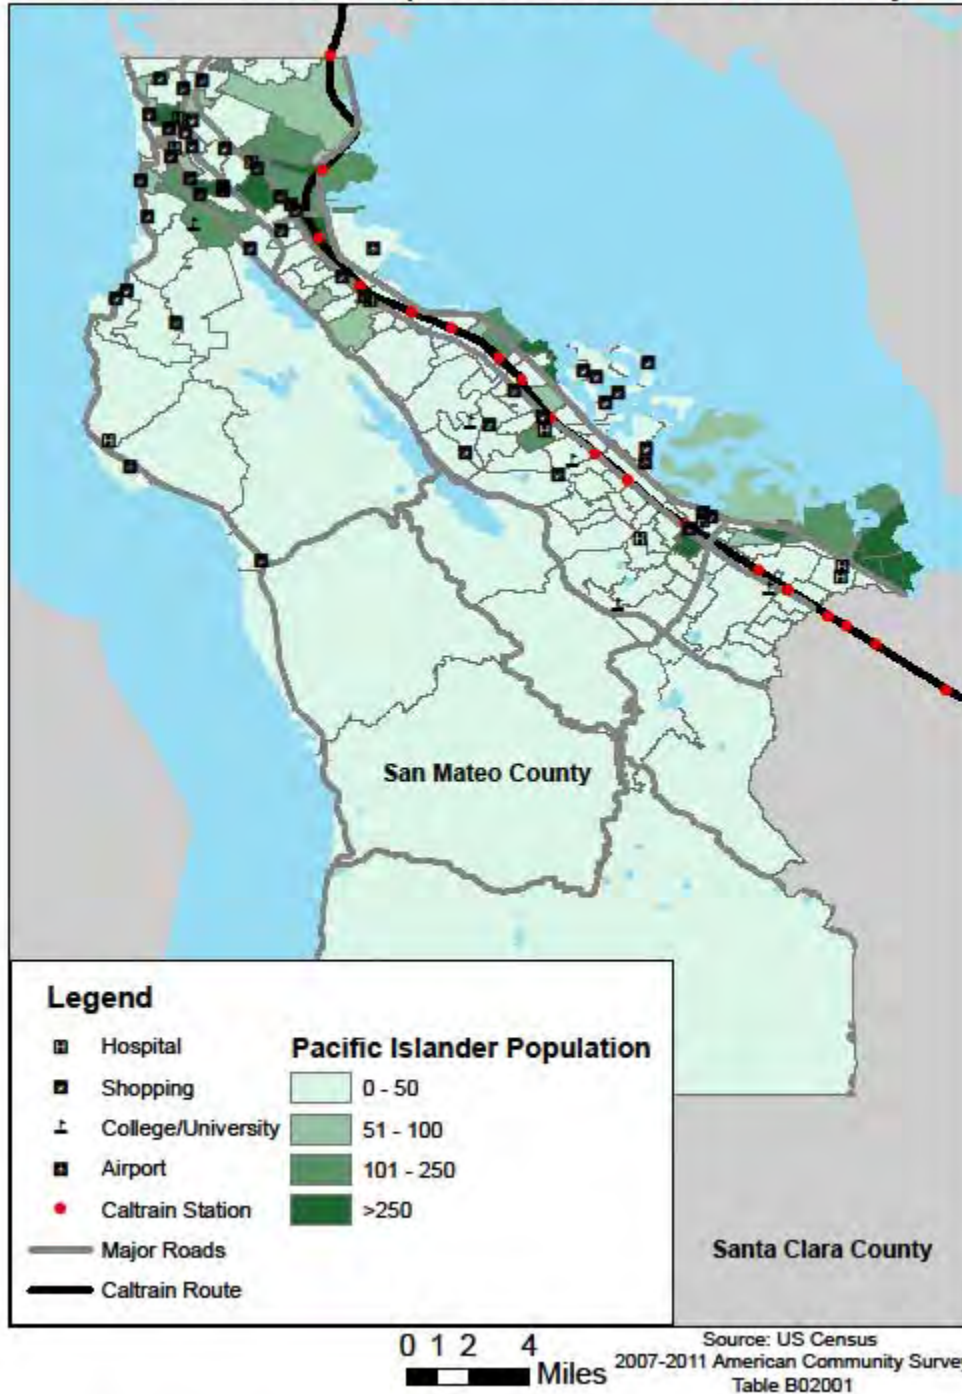 San Mateo County
Legend
Hospital
Shopping
College/University
Airport
Caltrain Station
Major Roads
Caltrain Route
Pacific Islander Population
0 - 50
51 - 100
101 - 250
>250
Santa Clara County
0 1 2 4
Miles
Source: US Census
2007-2011 American Community Surve
Table B02001